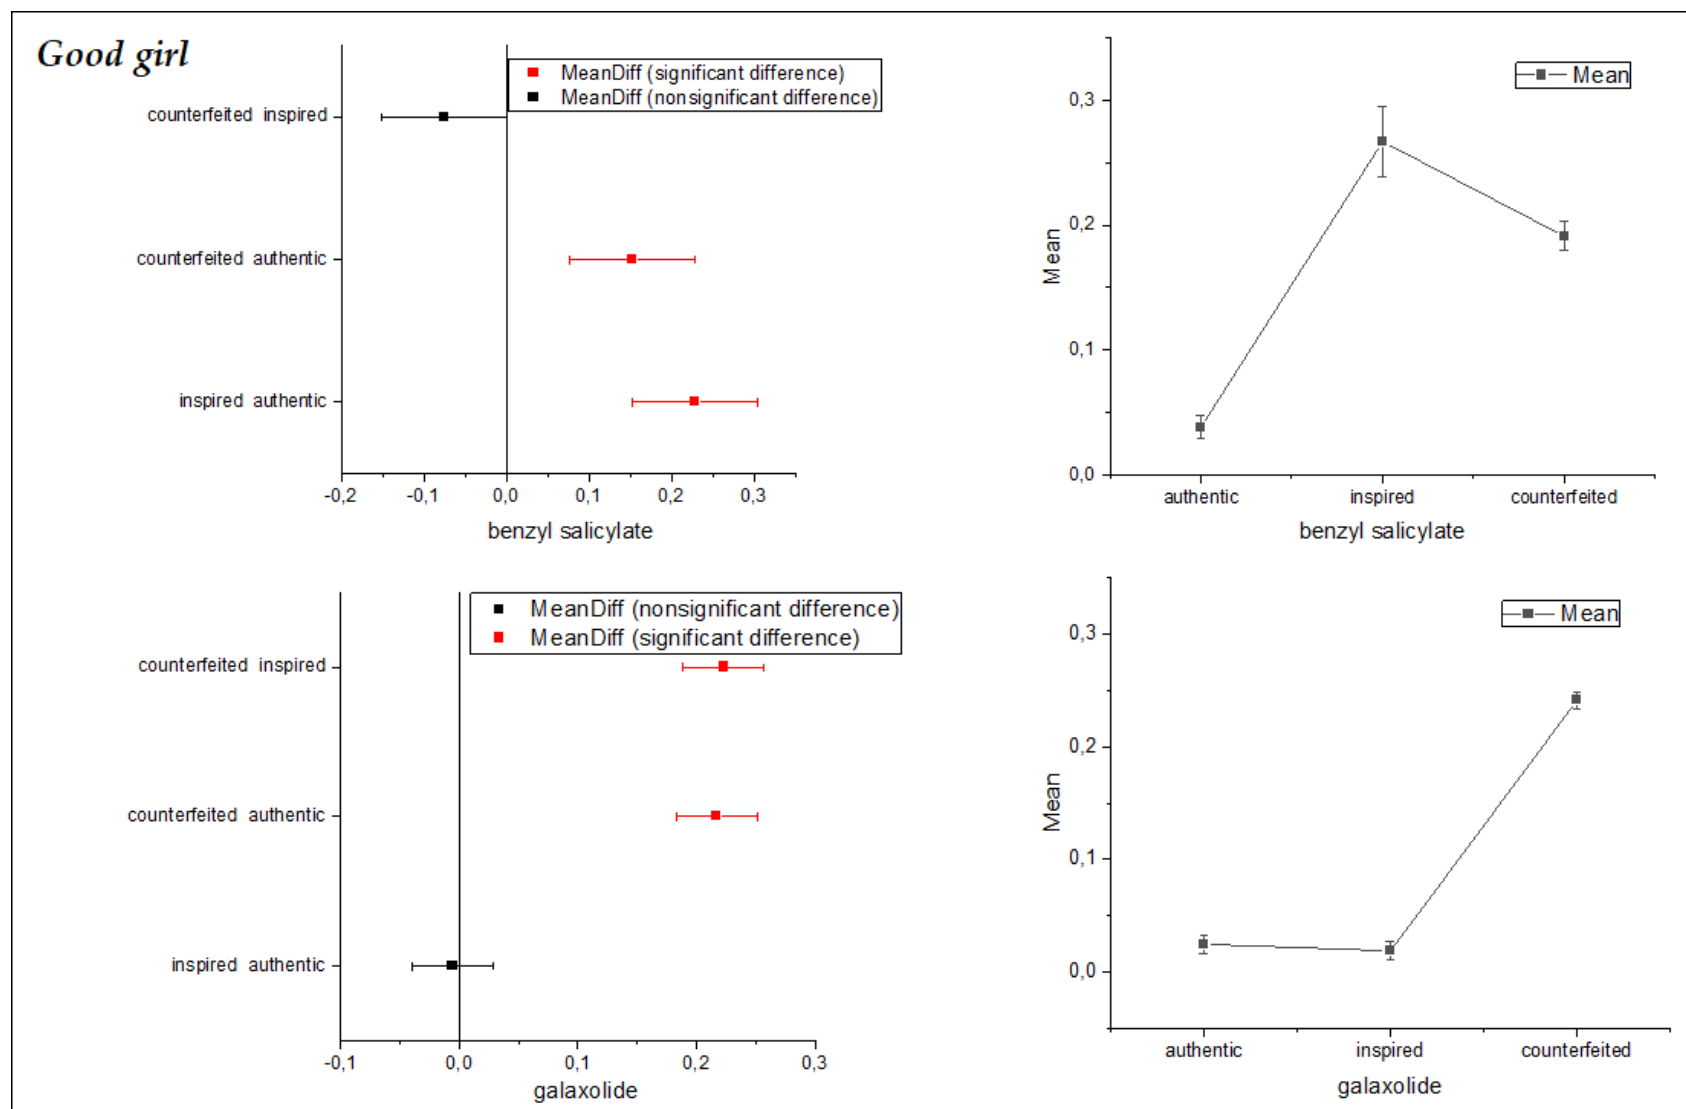 Good girl
MeanDiff (significant difference)
MeanDiff (nonsignificant difference)
counterfeited inspired
counterfeited authentic
inspired authentic
-0,2 -0,1 0,0 0,1 0,2 0,3
benzyl salicylate
Mean
0,3
0,2
0,1
0,0
Mean
authentic inspired counterfeited
benzyl salicylate
MeanDiff (nonsignificant difference)
MeanDiff (significant difference)
counterfeited inspired
counterfeited authentic
inspired authentic
-0,1 0,0 0,1 0,2 0,3
galaxolide
Mean
0,3
0,2
0,1
0,0
Mean
authentic inspired counterfeited
galaxolide